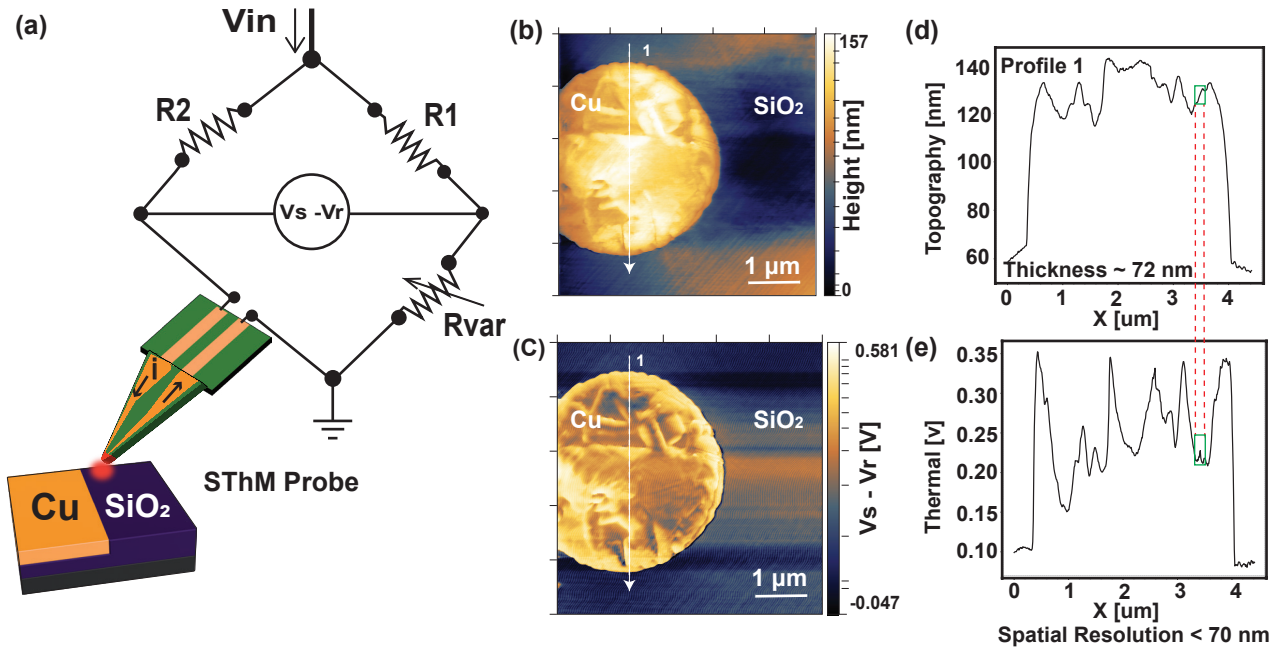 (a)
Vin
R2
R1
Vs -Vr
Rvar
i
SThM Probe
Cu
SiO₂
(b)
1
Cu
SiO₂
1 µm
157
Height [nm]
0
(C)
1
Cu
SiO₂
1 µm
0.581
Vs - Vr [V]
-0.047
(d)
Profile 1
140
120
100
80
60
Topography [nm]
Thickness ~ 72 nm
0 1 2 3 4
X [um]
(e)
0.35
0.30
0.25
0.20
0.15
0.10
Thermal [v]
0 1 2 3 4
X [um]
Spatial Resolution < 70 nm